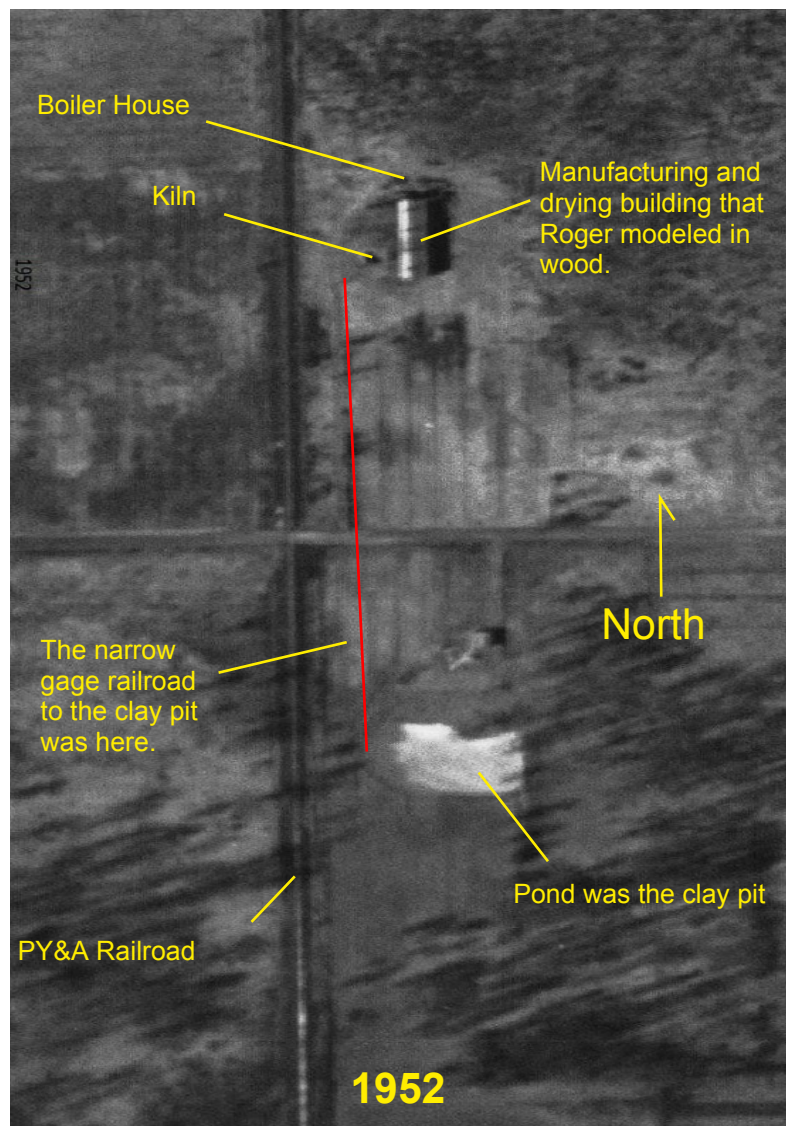 Boiler House
Kiln
Manufacturing and
drying building that
Roger modeled in
wood.
1952
North
The narrow
gage railroad
to the clay pit
was here.
Pond was the clay pit
PY&A Railroad
1952